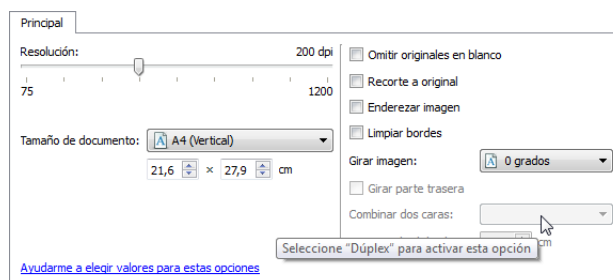 Principal
Resolución: 200 dpi
75 1200
Tamaño de documento: A4 (Vertical)
21,6 × 27,9 cm
Omitir originales en blanco
Recorte a original
Enderezar imagen
Limpiar bordes
Girar imagen: 0 grados
Girar parte trasera
Combinar dos caras:
cm
Seleccione "Dúplex" para activar esta opción
Ayudarme a elegir valores para estas opciones